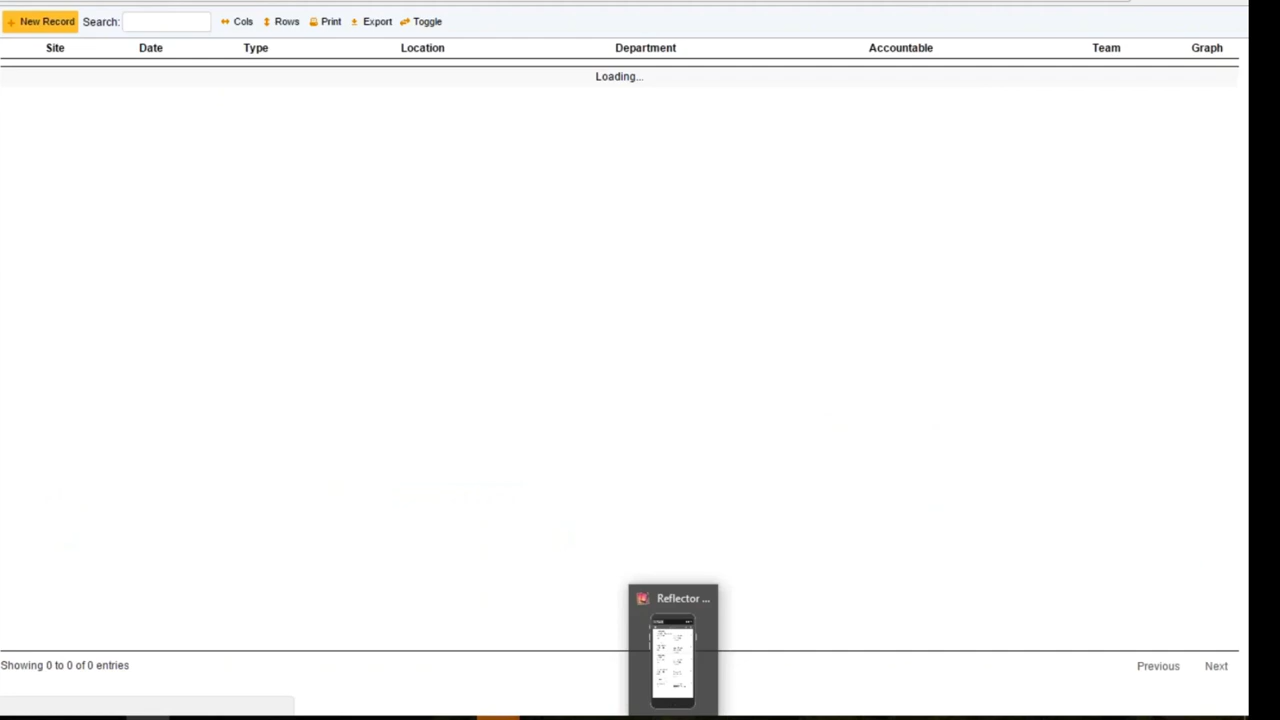 New Record Search: Cols Rows Print Export Toggle
Site Date Type Location Department Accountable Team Graph
Loading...
Reflector ...
Showing 0 to 0 of 0 entries Previous Next